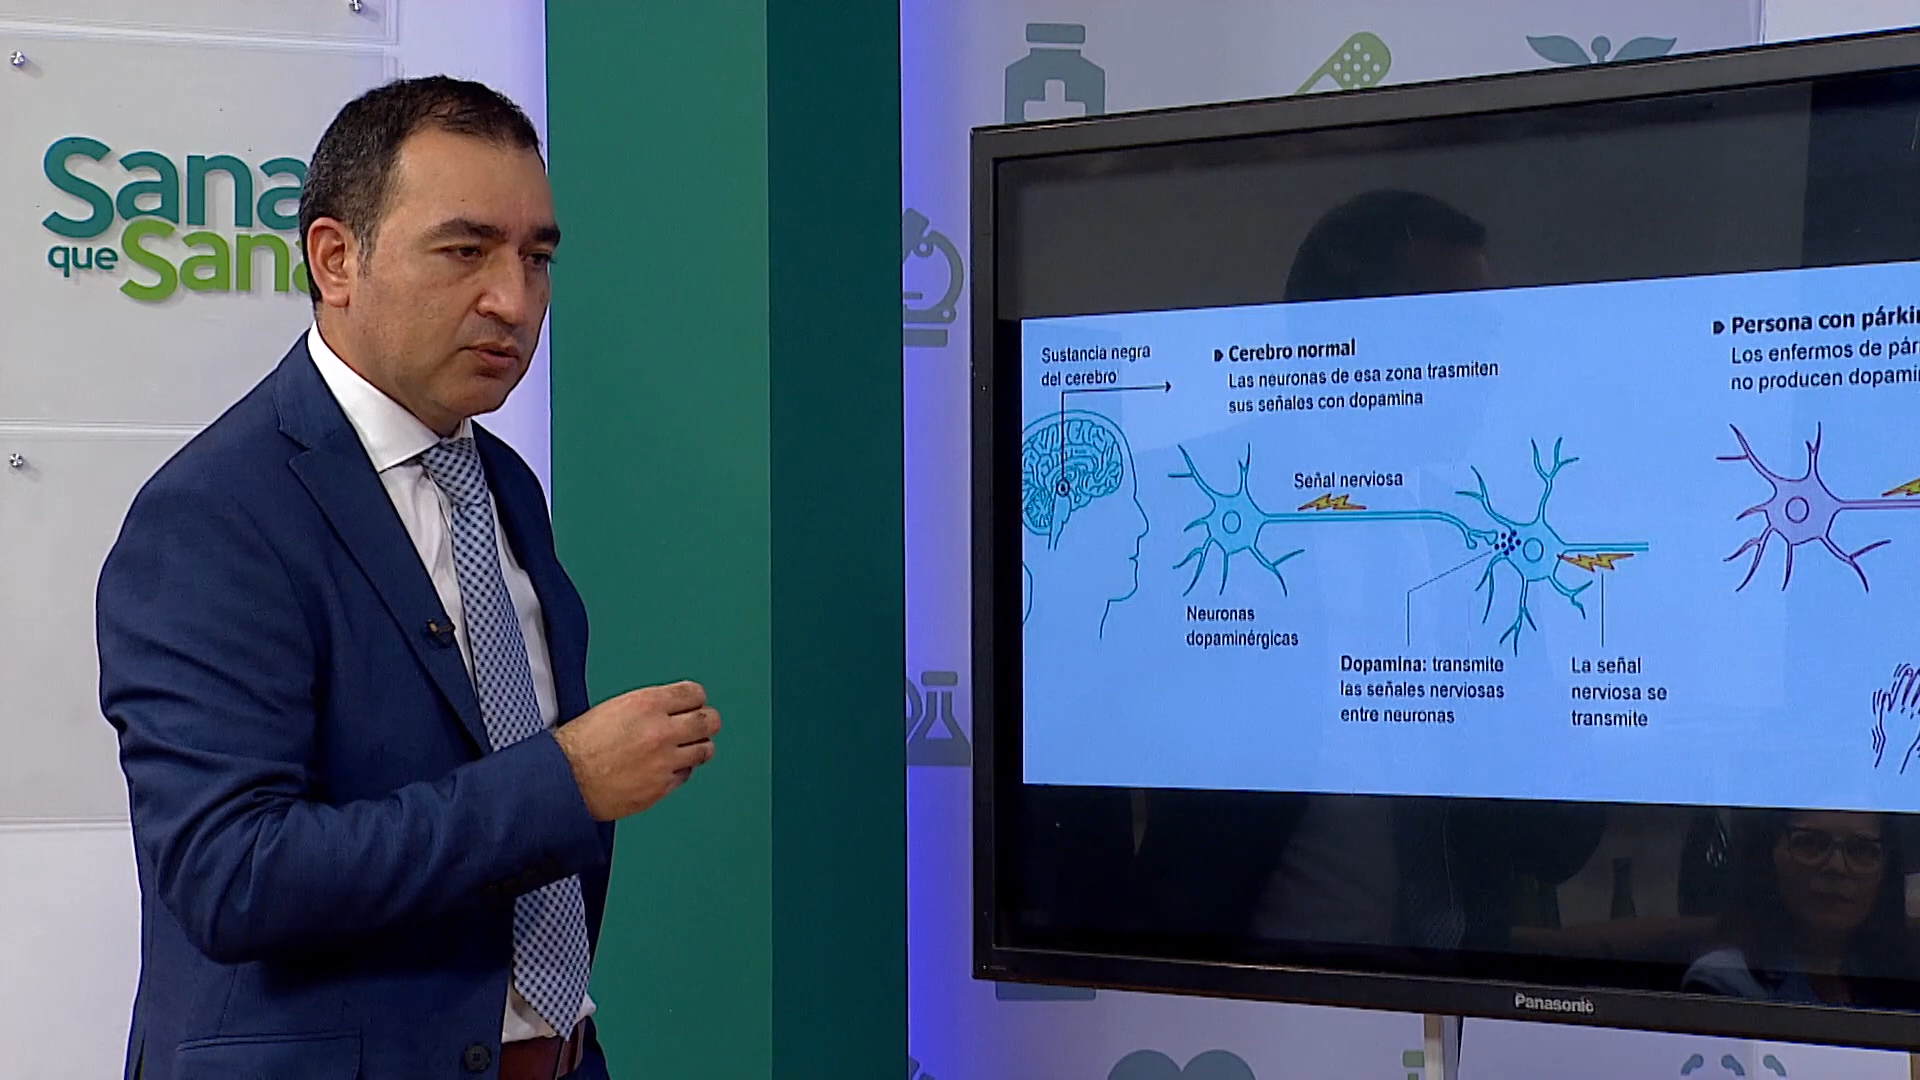 Sana
que Sana
Sustancia negra
del cerebro
Cerebro normal
Las neuronas de esa zona trasmiten
sus señales con dopamina
Señal nerviosa
Neuronas
dopaminérgicas
Dopamina: transmite
las señales nerviosas
entre neuronas
La señal
nerviosa se
transmite
Persona con párki
Los enfermos de pár
no producen dopami
Panasonic